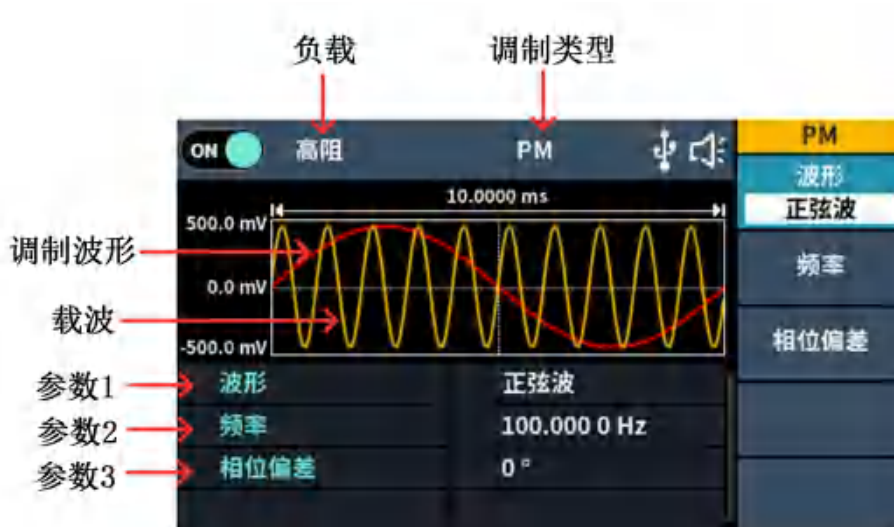 负载
调制类型
ON
高阻
PM
PM
波形
正弦波
10.0000 ms
500.0 mV
调制波形
频率
0.0 mV
载波
相位偏差
-500.0 mV
参数1
波形
正弦波
参数2
频率
100.000 0 Hz
参数3
相位偏差
0 °